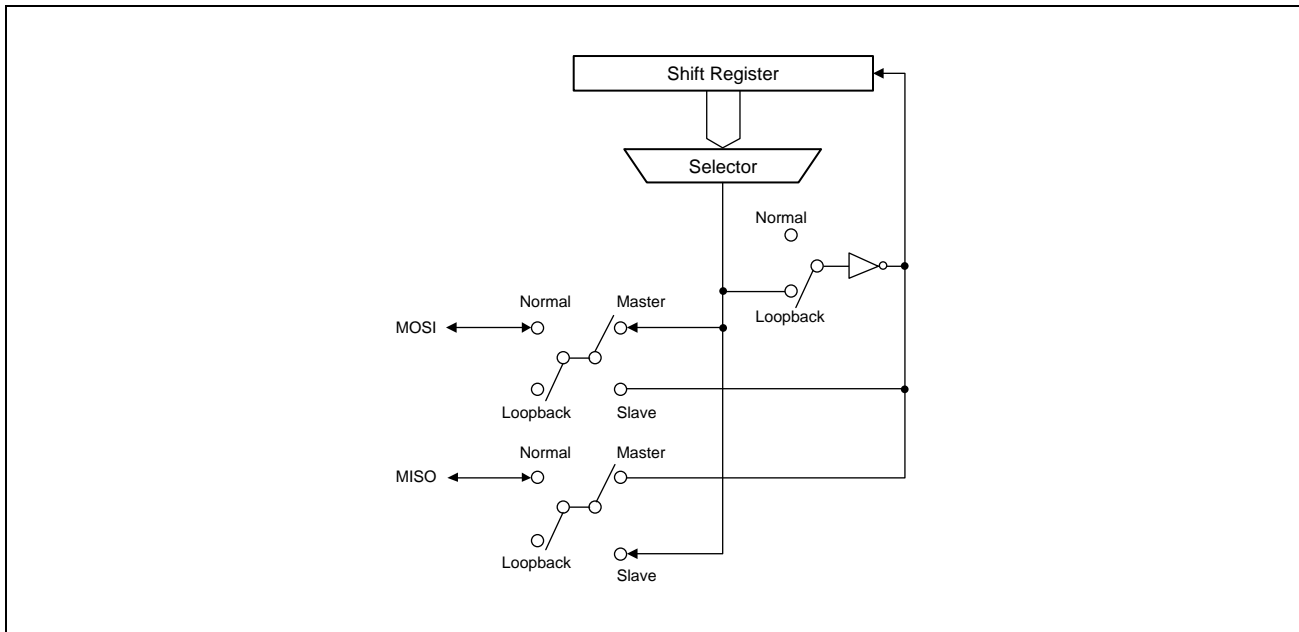 Shift Register
Selector
Normal
Loopback
Normal
Master
MOSI
Loopback
Slave
Normal
Master
MISO
Loopback
Slave